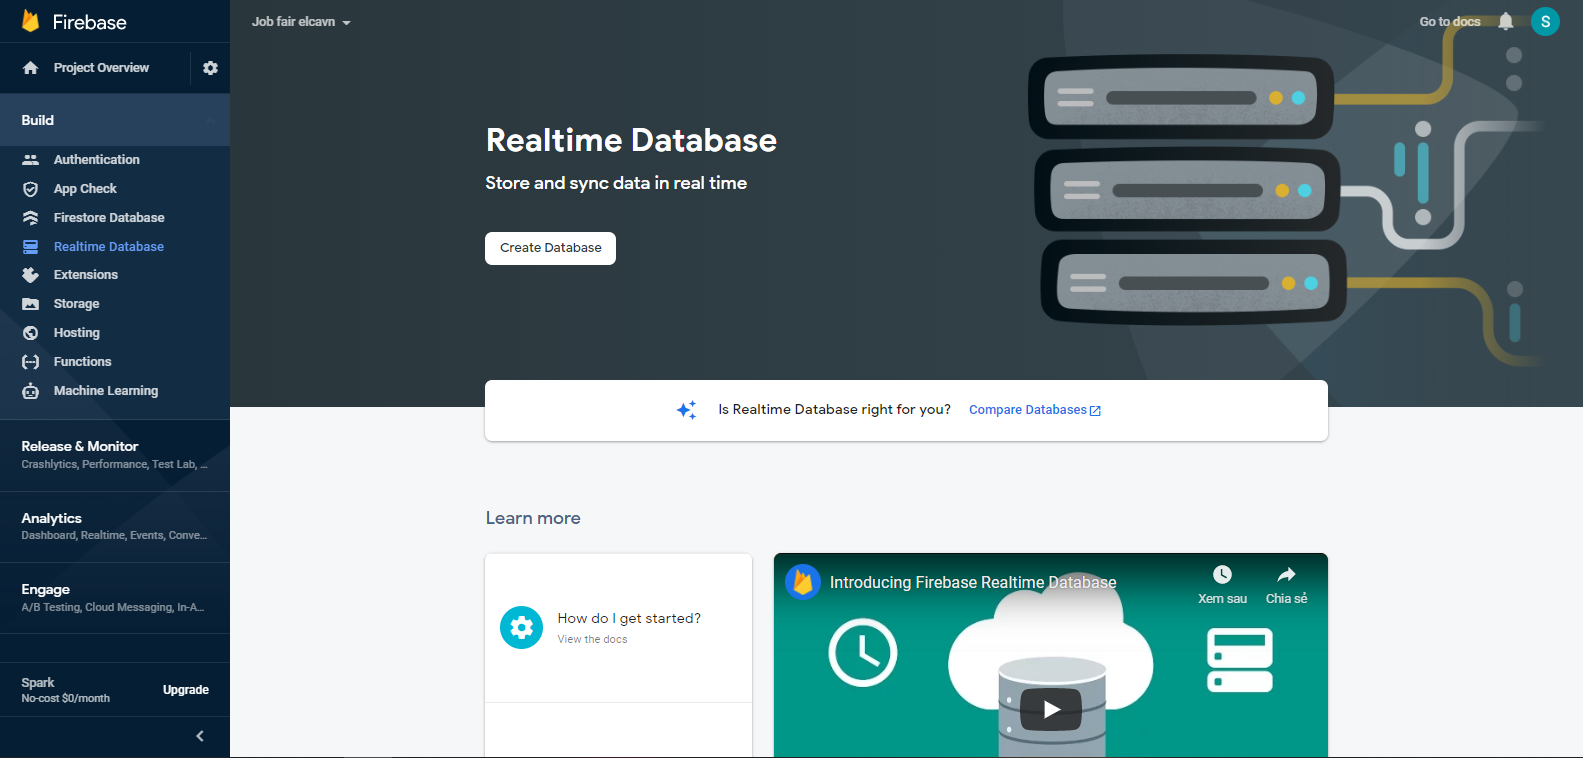 Firebase
Job fair elcavn
Go to docs
S
Project Overview
Build
Authentication
App Check
Firestore Database
Realtime Database
Extensions
Storage
Hosting
Functions
Machine Learning
Release & Monitor
Crashlytics, Performance, Test Lab, ...
Analytics
Dashboard, Realtime, Events, Conve...
Engage
A/B Testing, Cloud Messaging, In-A...
Spark
No-cost $0/month
Upgrade
Realtime Database
Store and sync data in real time
Create Database
Is Realtime Database right for you?
Compare Databases
Learn more
How do I get started?
View the docs
Introducing Firebase Realtime Database
Xem sau
Chia sẻ